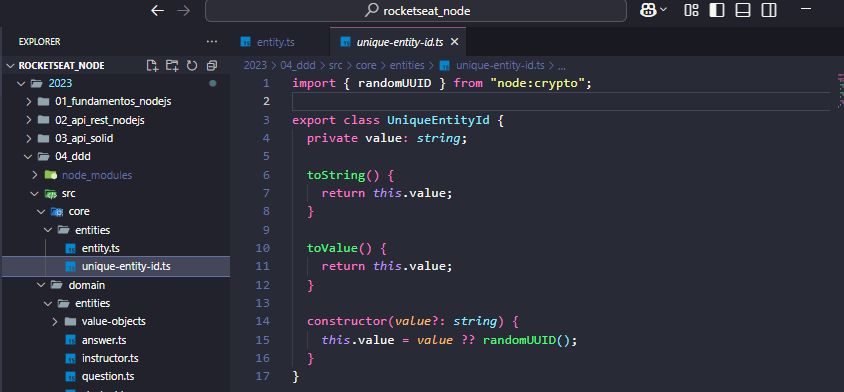 rocketseat_node
EXPLORER
ROCKETSEAT_NODE
2023
01_fundamentos_nodejs
02_api_rest_nodejs
03_api_solid
04_ddd
node_modules
src
core
entities
entity.ts
unique-entity-id.ts
domain
entities
value-objects
answer.ts
instructor.ts
question.ts
entity.ts
unique-entity-id.ts
2023 > 04_ddd > src > core > entities > unique-entity-id.ts > ...
1 import { randomUUID } from "node:crypto";
2
3 export class UniqueEntityId {
4 private value: string;
5
6 toString() {
7 return this.value;
8 }
9
10 toValue() {
11 return this.value;
12 }
13
14 constructor(value?: string) {
15 this.value = value ?? randomUUID();
16 }
17 }